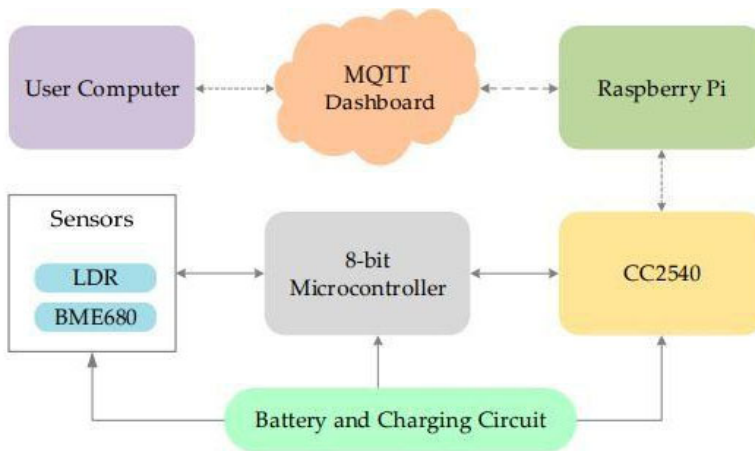 User Computer
MQTT
Dashboard
Raspberry Pi
Sensors
LDR
BME680
8-bit
Microcontroller
CC2540
Battery and Charging Circuit